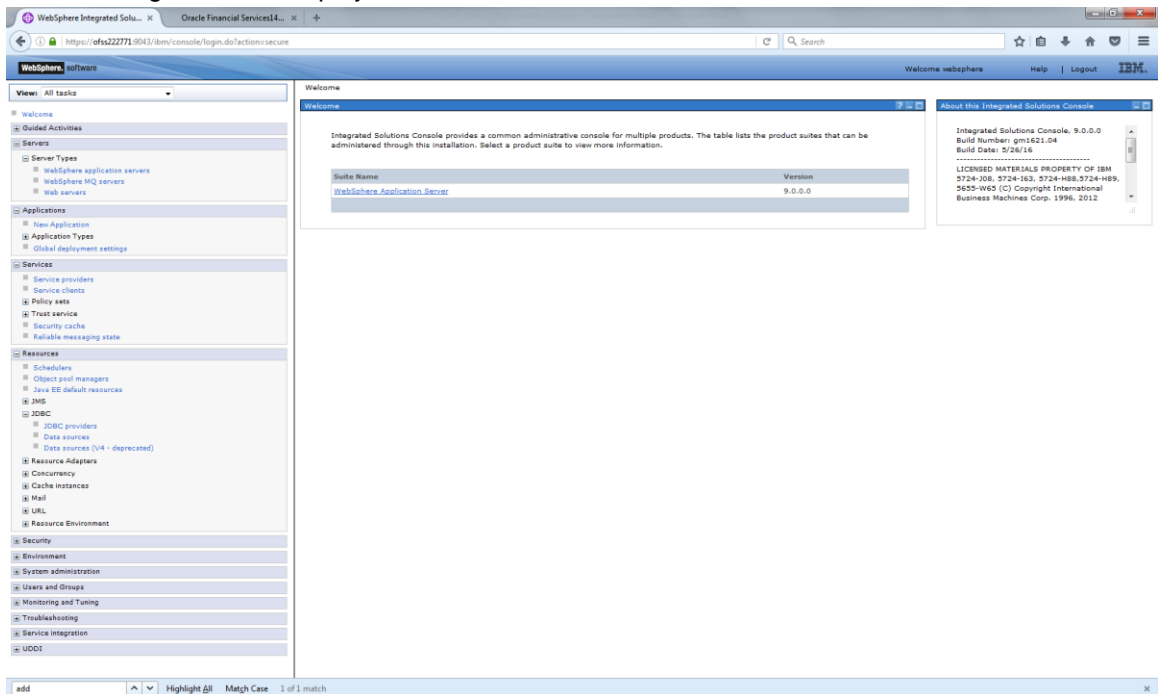 WebSphere Integrated Solu... ×
Oracle Financial Services14... ×
+
https://ofss222771:9043/ibm/console/login.do?action=secure
Search
WebSphere. software
Welcome websphere Help | Logout IBM.
View: All tasks
Welcome
Guided Activities
Servers
Server Types
WebSphere application servers
WebSphere MQ servers
Web servers
Applications
New Application
Application Types
Global deployment settings
Services
Service providers
Service clients
Policy sets
Trust service
Security cache
Reliable messaging state
Resources
Schedulers
Object pool managers
Java EE default resources
JMS
JDBC
JDBC providers
Data sources
Data sources (V4 - deprecated)
Resource Adapters
Concurrency
Cache instances
Mail
URL
Resource Environment
Security
Environment
System administration
Users and Groups
Monitoring and Tuning
Troubleshooting
Service integration
UDDI
Welcome
Welcome
Integrated Solutions Console provides a common administrative console for multiple products. The table lists the product suites that can be
administered through this installation. Select a product suite to view more information.
Suite Name Version
WebSphere Application Server 9.0.0.0
About this Integrated Solutions Console
Integrated Solutions Console, 9.0.0.0
Build Number: gm1621.04
Build Date: 5/26/16
----------------------------------
LICENSED MATERIALS PROPERTY OF IBM
5724-J08, 5724-I63, 5724-H88,5724-H89,
5655-W65 (C) Copyright International
Business Machines Corp. 1996, 2012
add Highlight All Match Case 1 of 1 match ×